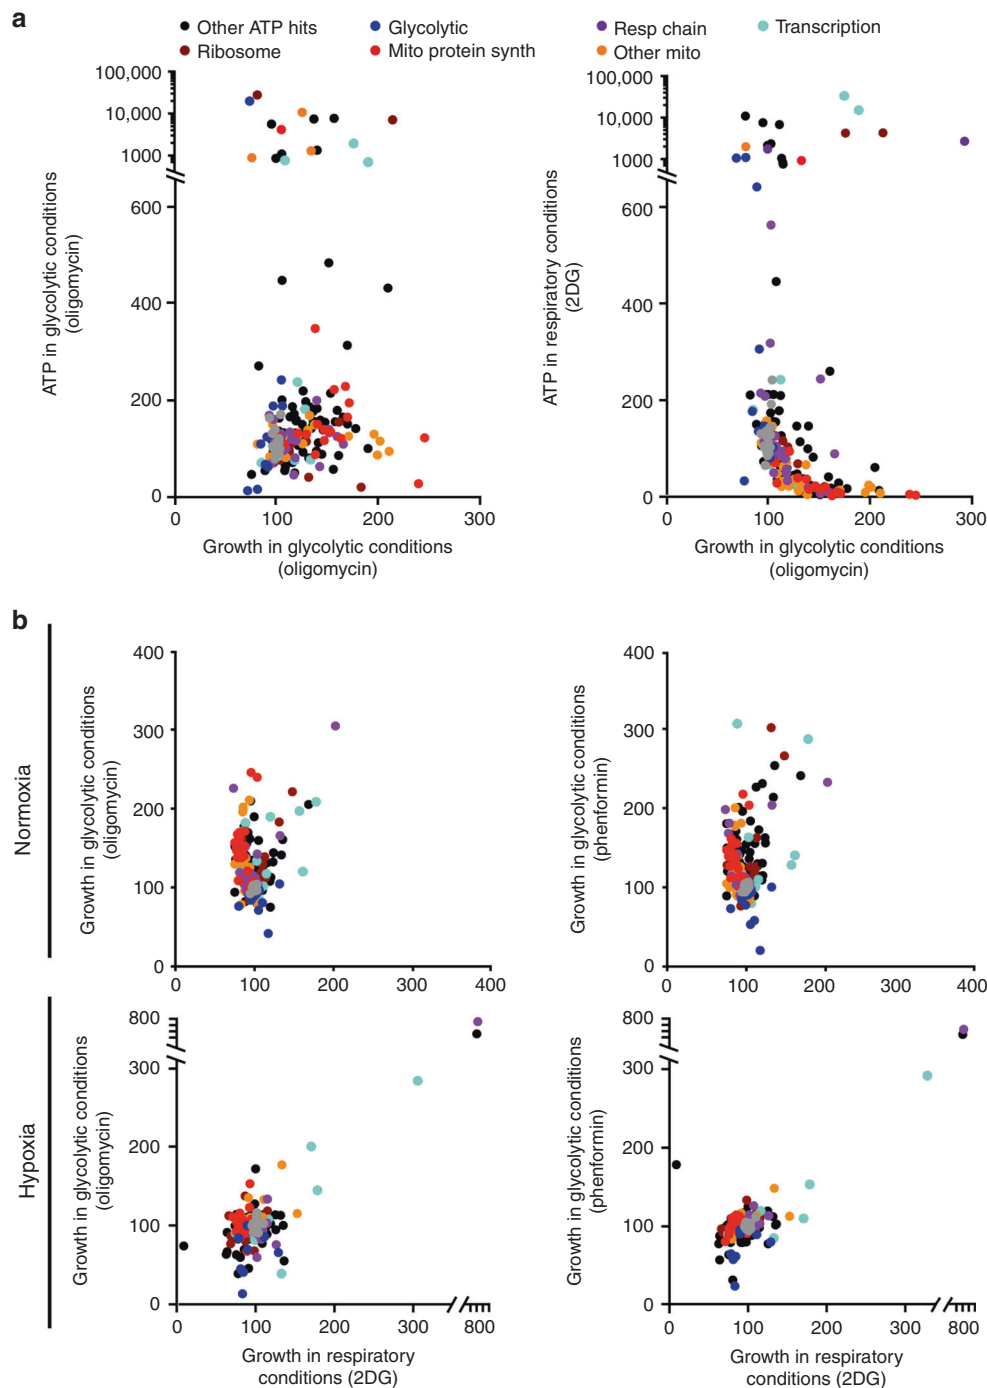 a
Other ATP hits
Ribosome
Glycolytic
Mito protein synth
Resp chain
Other mito
Transcription
ATP in glycolytic conditions
(oligomycin)
100,000
10,000
1000
600
400
200
0
0
100
200
300
Growth in glycolytic conditions
(oligomycin)
ATP in respiratory conditions
(2DG)
100,000
10,000
1000
600
400
200
0
0
100
200
300
Growth in glycolytic conditions
(oligomycin)
b
Normoxia
Growth in glycolytic conditions
(oligomycin)
400
300
200
100
0
0
100
200
300
400
Growth in glycolytic conditions
(phenformin)
400
300
200
100
0
0
100
200
300
400
Hypoxia
Growth in glycolytic conditions
(oligomycin)
800
300
200
100
0
0
100
200
300
800
Growth in respiratory
conditions (2DG)
Growth in glycolytic conditions
(phenformin)
800
300
200
100
0
0
100
200
300
800
Growth in respiratory
conditions (2DG)